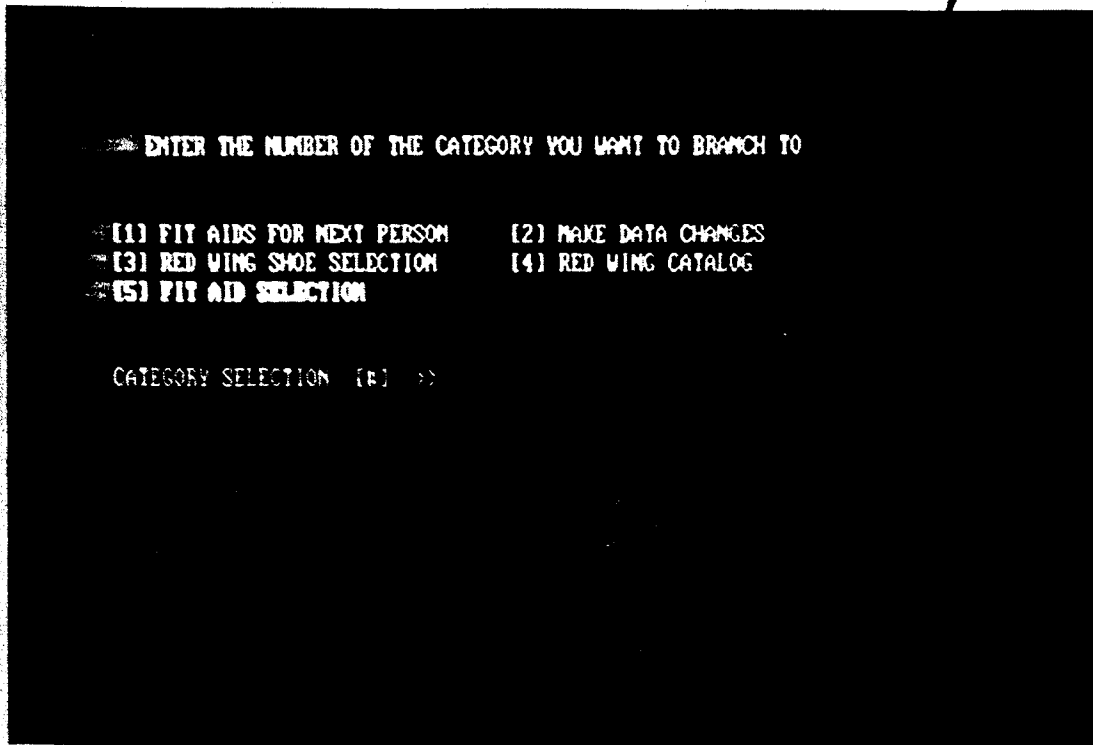 ENTER THE NUMBER OF THE CATEGORY YOU WANT TO BRANCH TO
[1] FIT AIDS FOR NEXT PERSON [2] MAKE DATA CHANGES
[3] RED WING SHOE SELECTION [4] RED WING CATALOG
[5] FIT AID SELECTION
CATEGORY SELECTION [#] >>